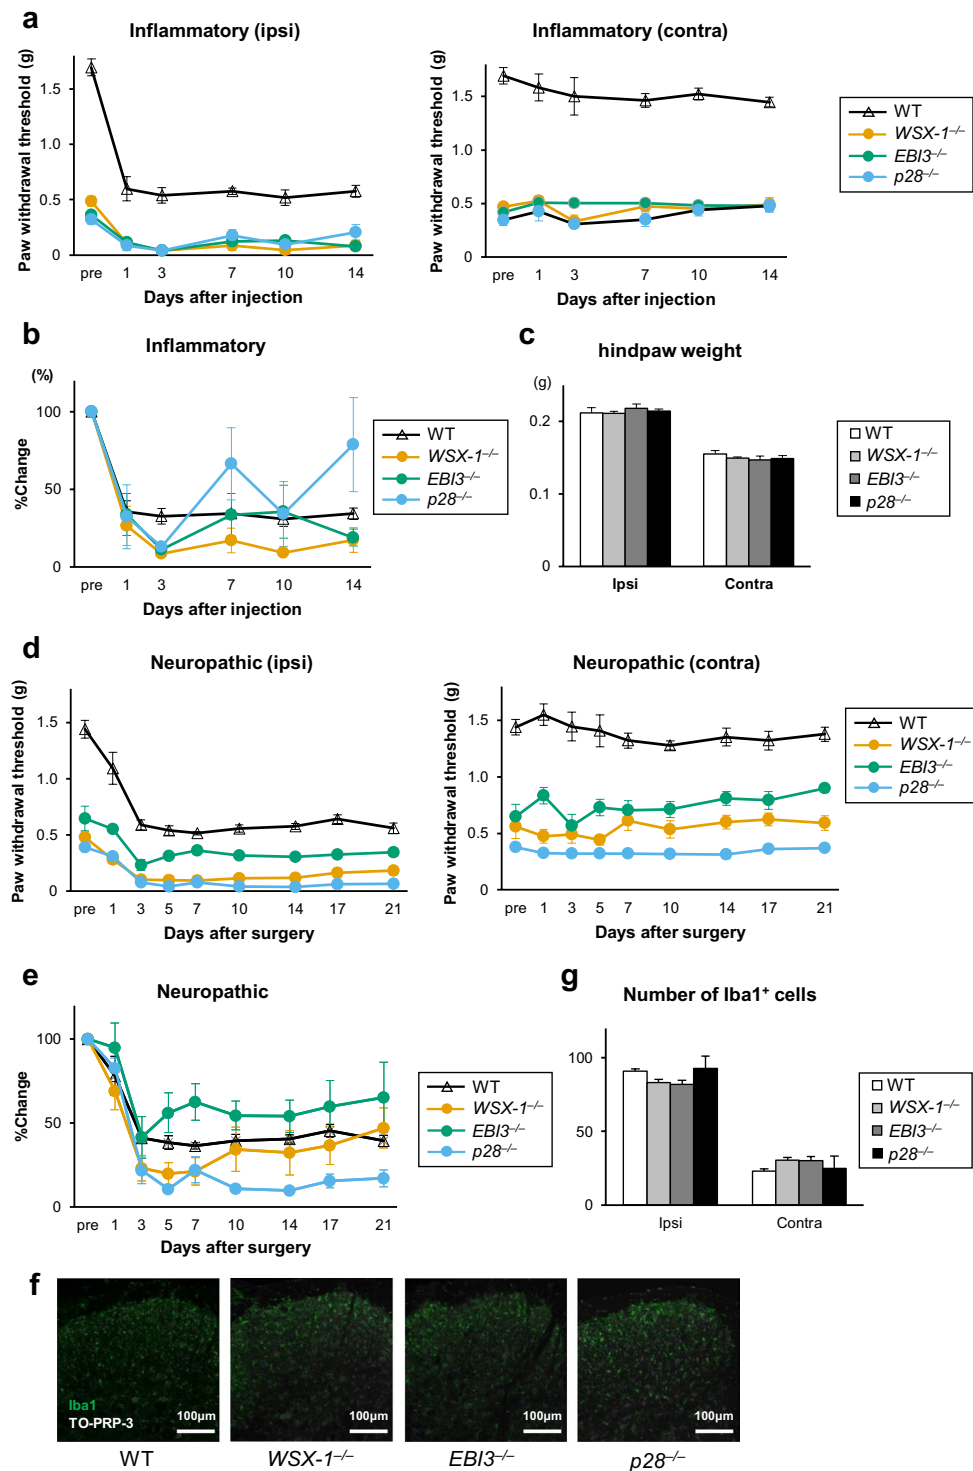 a
Inflammatory (ipsi)
Paw withdrawal threshold (g)
1.5
1.0
0.5
0
pre 1 3 7 10 14
Days after injection
Inflammatory (contra)
Paw withdrawal threshold (g)
1.5
1.0
0.5
0
pre 1 3 7 10 14
Days after injection
WT
WSX-1–/–
EBI3–/–
p28–/–
b
Inflammatory
(%)
%Change
100
50
0
pre 1 3 7 10 14
Days after injection
WT
WSX-1–/–
EBI3–/–
p28–/–
c
hindpaw weight
(g)
0.2
0.1
0
Ipsi Contra
WT
WSX-1–/–
EBI3–/–
p28–/–
d
Neuropathic (ipsi)
Paw withdrawal threshold (g)
1.5
1.0
0.5
0
pre 1 3 5 7 10 14 17 21
Days after surgery
Neuropathic (contra)
Paw withdrawal threshold (g)
1.5
1.0
0.5
0
pre 1 3 5 7 10 14 17 21
Days after surgery
WT
WSX-1–/–
EBI3–/–
p28–/–
e
Neuropathic
%Change
100
50
0
pre 1 3 5 7 10 14 17 21
Days after surgery
WT
WSX-1–/–
EBI3–/–
p28–/–
g
Number of Iba1+ cells
100
50
0
Ipsi Contra
WT
WSX-1–/–
EBI3–/–
p28–/–
f
Iba1
TO-PRP-3
100μm
100μm
100μm
100μm
WT WSX-1–/– EBI3–/– p28–/–